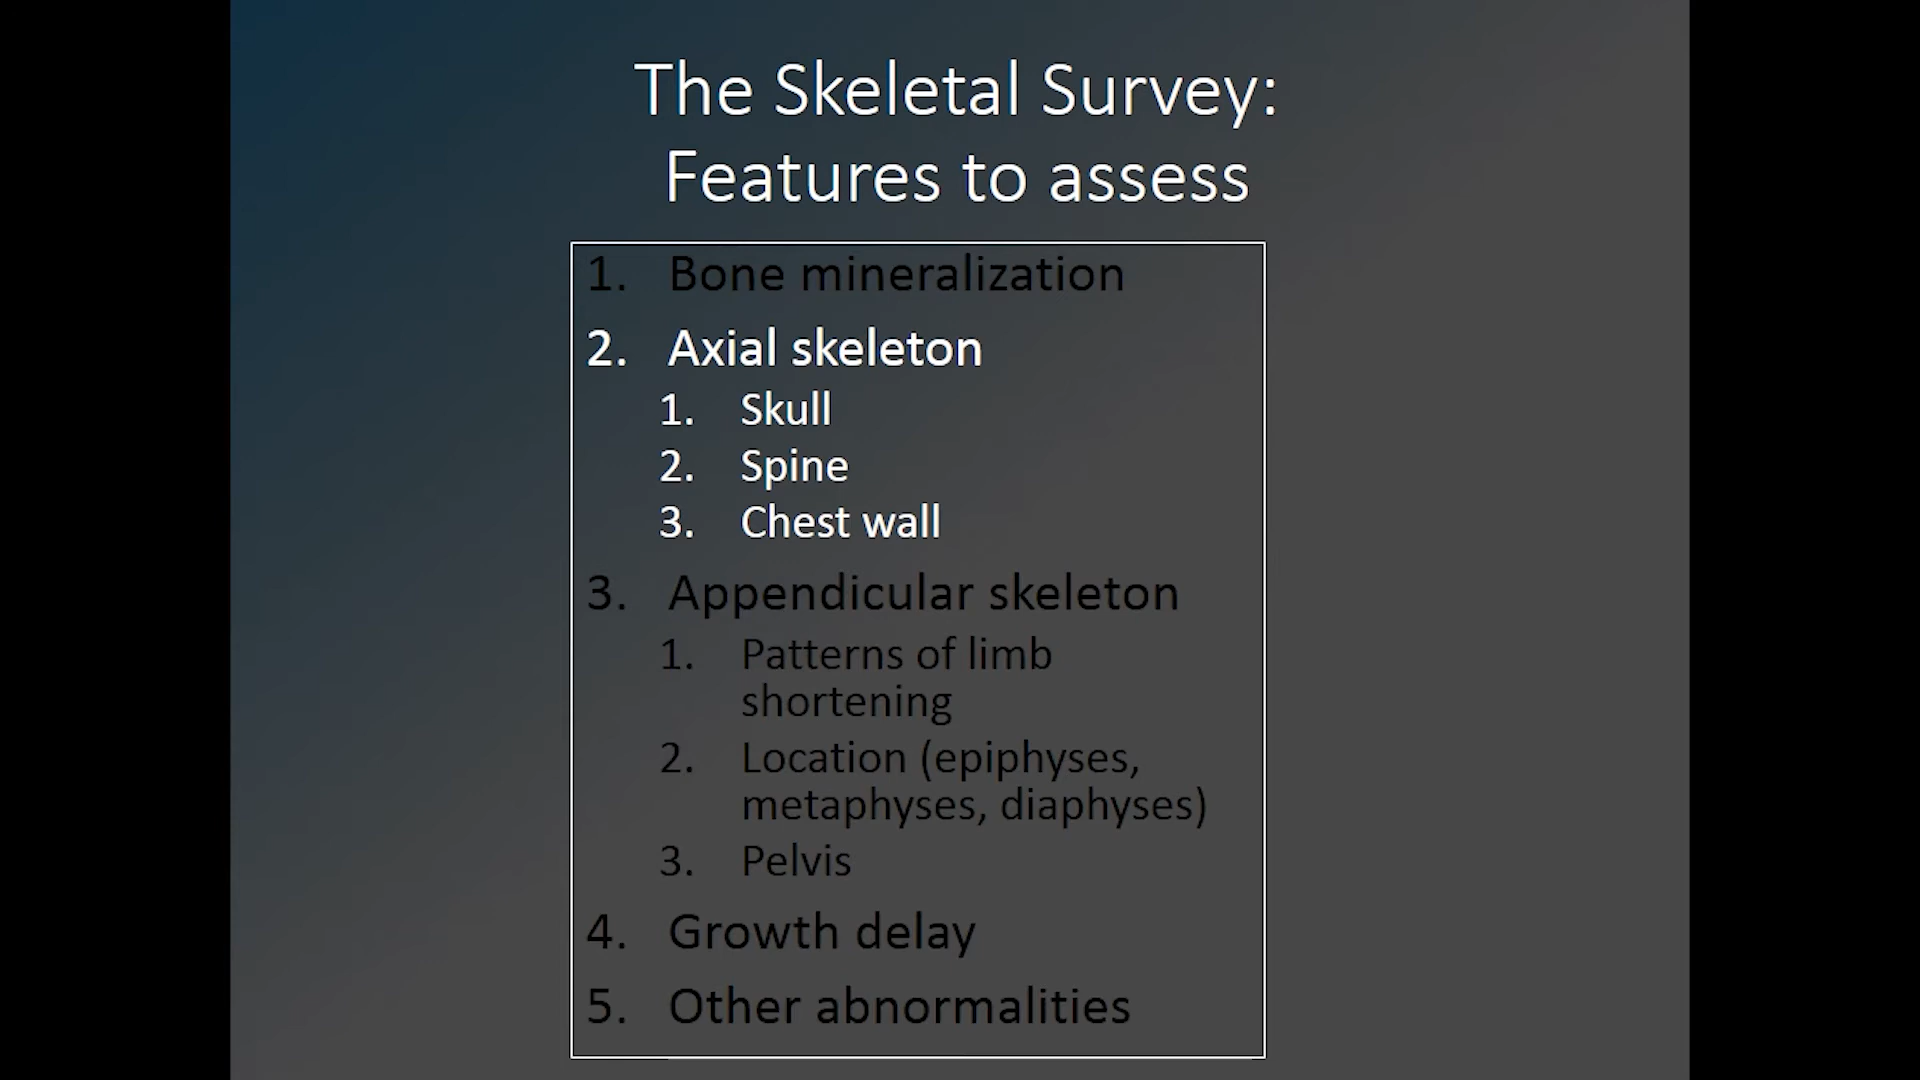 The Skeletal Survey:
Features to assess
1. Bone mineralization
2. Axial skeleton
1. Skull
2. Spine
3. Chest wall
3. Appendicular skeleton
1. Patterns of limb
shortening
2. Location (epiphyses,
metaphyses, diaphyses)
3. Pelvis
4. Growth delay
5. Other abnormalities